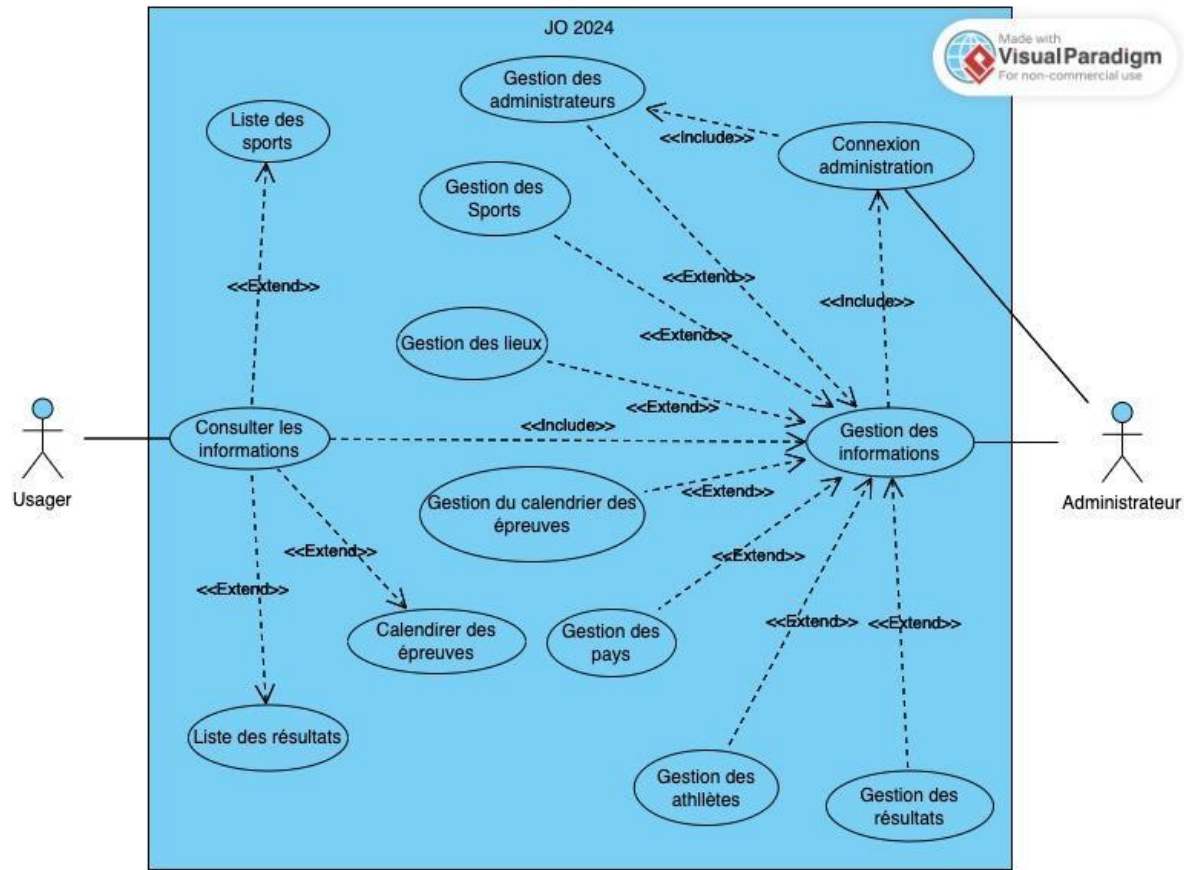 JO 2024
Made with
Visual Paradigm
For non-commercial use
Gestion des
administrateurs
Liste des
sports
<<Include>>
Connexion
administration
Gestion des
Sports
<<Extend>>
<<Extend>>
<<Include>>
<<Extend>>
Gestion des lieux
<<Extend>>
Consulter les
informations
<<Include>>
Gestion des
informations
Usager
Administrateur
Gestion du calendrier des
épreuves
<<Extend>>
<<Extend>>
<<Extend>>
<<Extend>>
<<Extend>>
<<Extend>>
Calendirer des
épreuves
Gestion des
pays
Liste des résultats
Gestion des
athllètes
Gestion des
résultats